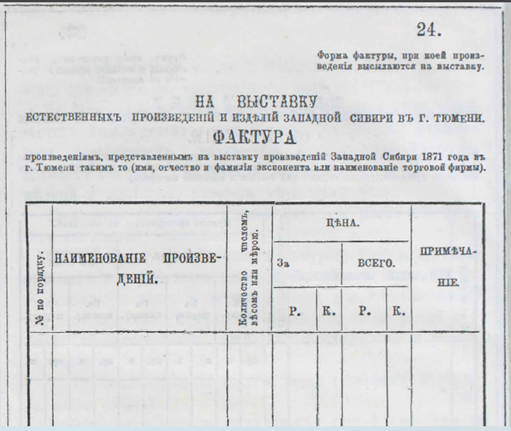 24.
Форма фактуры, при коей произ-
веденія высылаются на выставку.
НА ВЫСТАВКУ
ЕСТЕСТВЕННЫХЪ ПРОИЗВЕДЕНІЙ И ИЗДѢЛІЙ ЗАПАДНОЙ СИБИРИ ВЪ Г. ТЮМЕНИ.
ФАКТУРА
произведеніямъ, представленнымъ на выставку произведеній Западной Сибири 1871 года въ
г. Тюмени такимъ то (имя, отчество и фамилія экспонента или наименованіе торговой фирмы).
№ по порядку.
НАИМЕНОВАНІЕ ПРОИЗВЕ-
ДЕНІЙ.
Количество числомъ,
вѣсомъ или мѣрою.
ЦѢНА.
За
ВСЕГО.
Р. К. Р. К.
ПРИМѢЧА-
НІЕ.